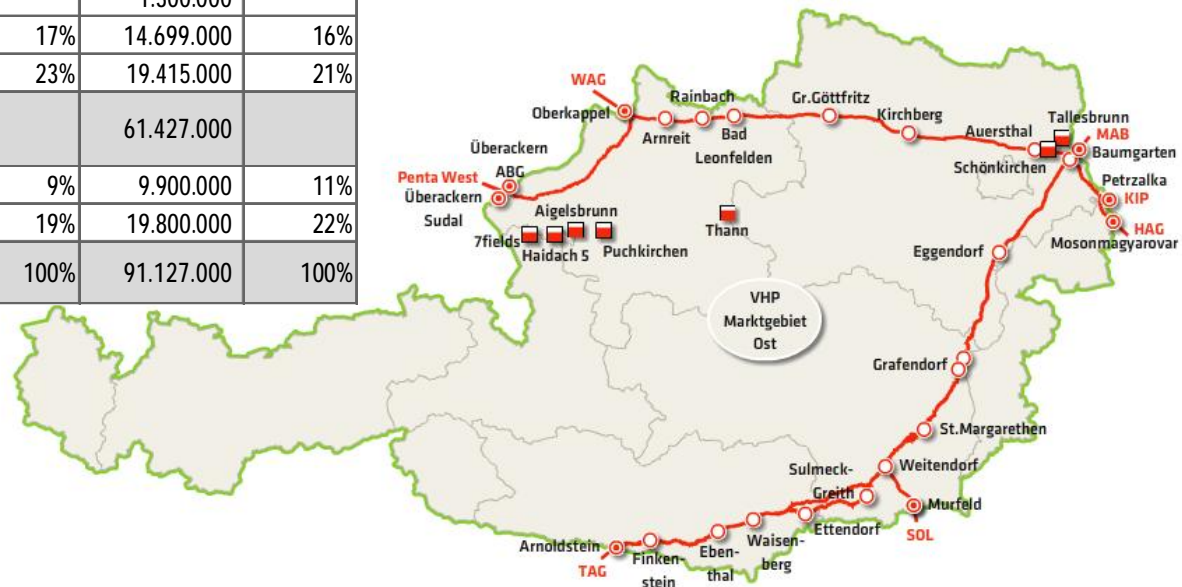 1.300.000
17% 14.699.000 16%
23% 19.415.000 21%
61.427.000
9% 9.900.000 11%
19% 19.800.000 22%
100% 91.127.000 100%
WAG
Oberkappel
Rainbach
Arnreit
Bad
Leonfelden
Gr.Göttfritz
Kirchberg
Auersthal
Tallesbrunn
MAB
Baumgarten
Schönkirchen
Petrzalka
KIP
HAG
Mosonmagyarovar
Überackern
ABG
Penta West
Überackern
Sudal
Aigelsbrunn
7fields
Haidach 5
Puchkirchen
Thann
Eggendorf
VHP
Marktgebiet
Ost
Grafendorf
St.Margarethen
Weitendorf
Sulmeck-
Greith
Murfeld
SOL
Ettendorf
Waisen-
berg
Eben-
thal
Finken-
stein
Arnoldstein
TAG